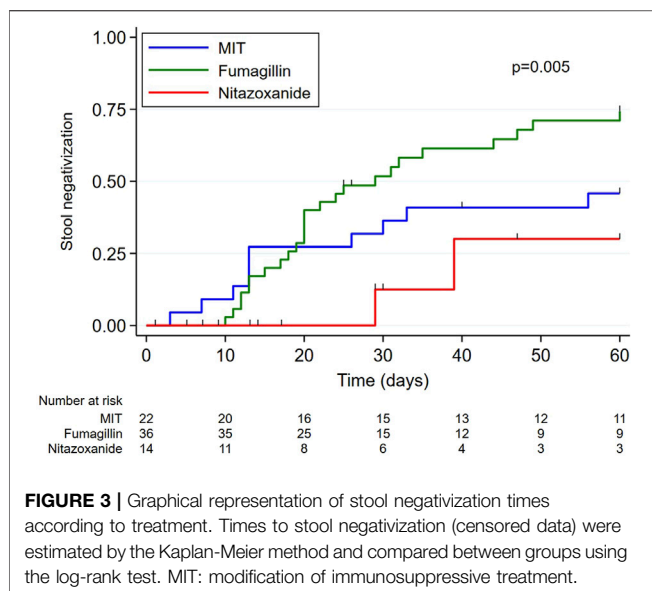 1.00
MIT
Fumagillin
Nitazoxanide
p=0.005
0.75
Stool negativization
0.50
0.25
0.00
0 10 20 30 40 50 60
Time (days)
Number at risk
MIT 22 20 16 15 13 12 11
Fumagillin 36 35 25 15 12 9 9
Nitazoxanide 14 11 8 6 4 3 3
FIGURE 3 | Graphical representation of stool negativization times
according to treatment. Times to stool negativization (censored data) were
estimated by the Kaplan-Meier method and compared between groups using
the log-rank test. MIT: modification of immunosuppressive treatment.